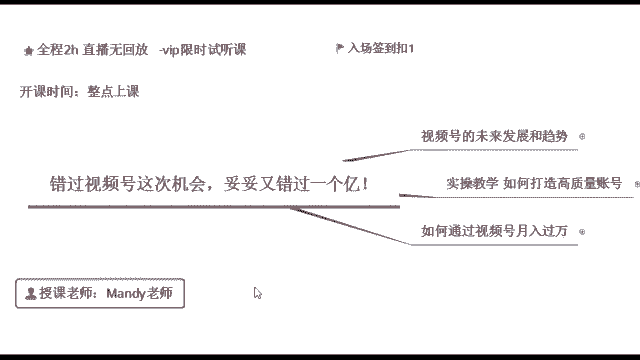 全程2h 直播无回放 -vip限时试听课
入场签到扣1
开课时间：整点上课
视频号的未来发展和趋势
错过视频号这次机会，妥妥又错过一个亿！
实操教学 如何打造高质量账号
如何通过视频号月入过万
授课老师：Mandy老师